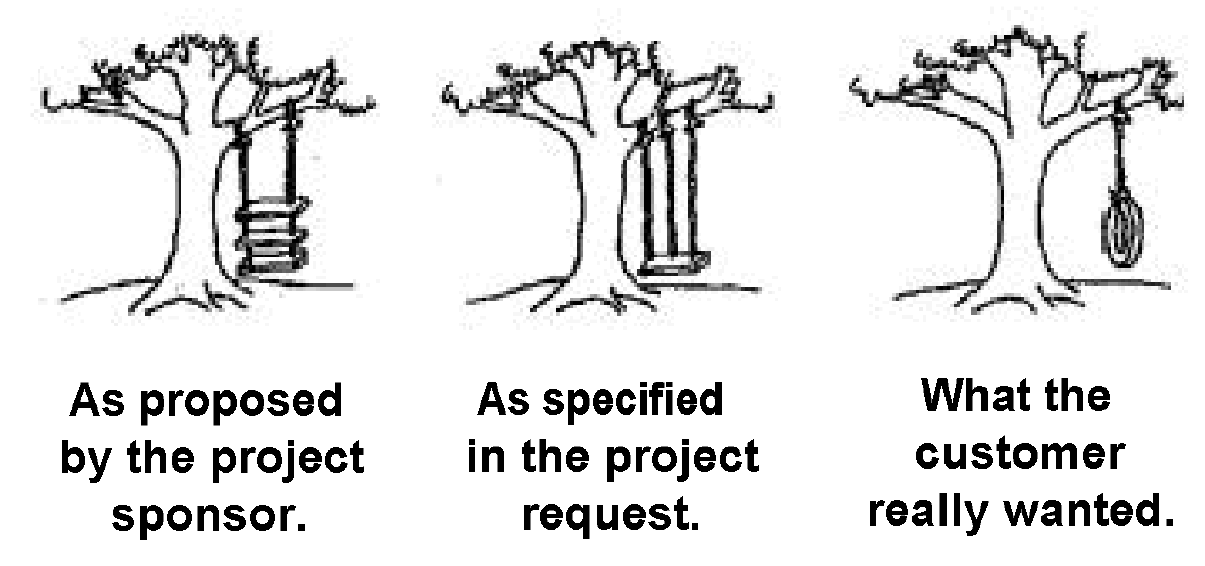 As proposed
by the project
sponsor.
As specified
in the project
request.
What the
customer
really wanted.